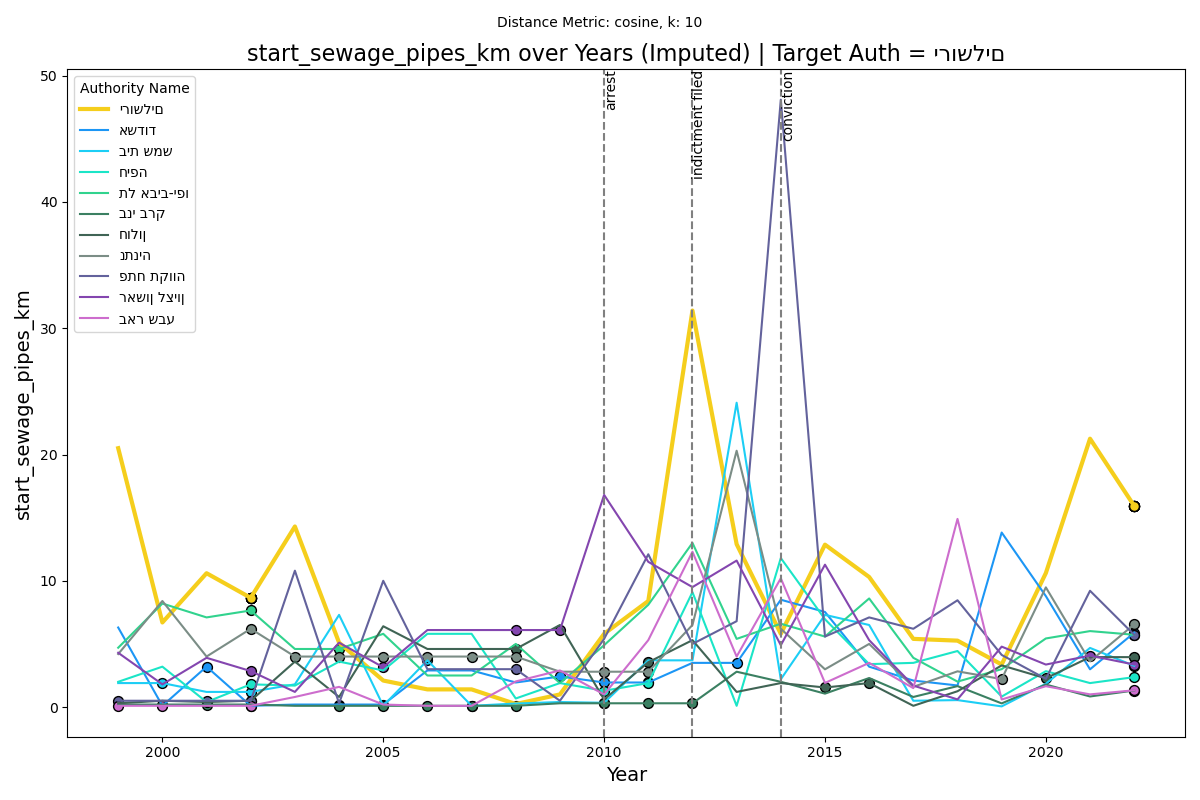 Distance Metric: cosine, k: 10
start_sewage_pipes_km over Years (Imputed) | Target Auth = ירושלים
Authority Name
ירושלים
אשדוד
בית שמש
חיפה
תל אביב-יפו
בני ברק
חולון
נתניה
פתח תקווה
ראשון לציון
באר שבע
arrest
indictment filed
conviction
start_sewage_pipes_km
50
40
30
20
10
0
2000
2005
2010
2015
2020
Year